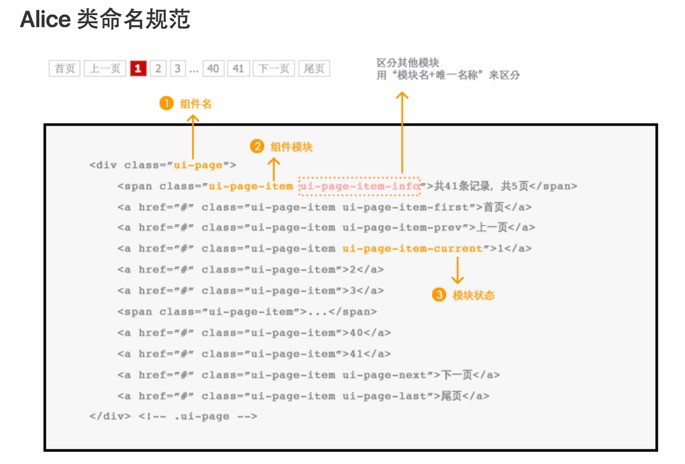 Alice 类命名规范
首页 上一页 1 2 3 ... 40 41 下一页 尾页
区分其他模块
用“模块名+唯一名称”来区分
1 组件名
2 组件模块
<div class="ui-page">
<span class="ui-page-item ui-page-item-info">共41条记录，共5页</span>
<a href="#" class="ui-page-item ui-page-item-first">首页</a>
<a href="#" class="ui-page-item ui-page-item-prev">上一页</a>
<a href="#" class="ui-page-item ui-page-item-current">1</a>
<a href="#" class="ui-page-item">2</a>
<a href="#" class="ui-page-item">3</a>
3 模块状态
<span class="ui-page-item">...</span>
<a href="#" class="ui-page-item">40</a>
<a href="#" class="ui-page-item">41</a>
<a href="#" class="ui-page-item ui-page-next">下一页</a>
<a href="#" class="ui-page-item ui-page-last">尾页</a>
</div> <!-- .ui-page -->